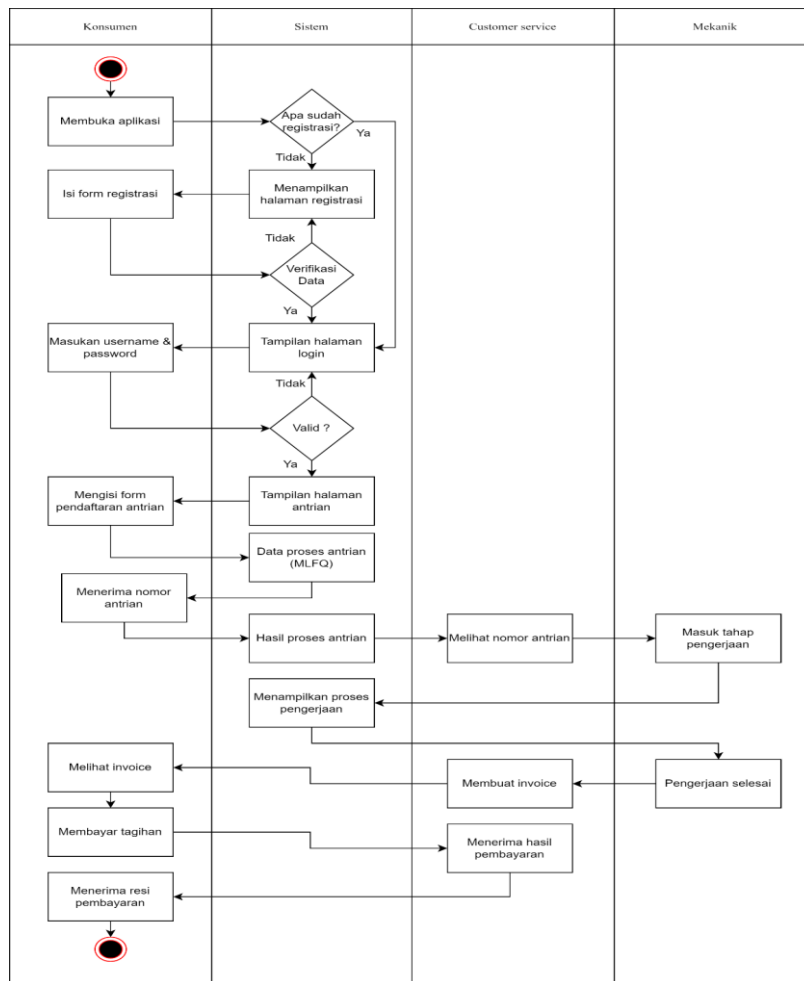 Konsumen
Sistem
Customer service
Mekanik
Membuka aplikasi
Apa sudah
registrasi?
Ya
Tidak
Isi form registrasi
Menampilkan
halaman registrasi
Tidak
Verifikasi
Data
Ya
Masukan username &
password
Tampilan halaman
login
Tidak
Valid ?
Ya
Mengisi form
pendaftaran antrian
Tampilan halaman
antrian
Data proses antrian
(MLFQ)
Menerima nomor
antrian
Hasil proses antrian
Melihat nomor antrian
Masuk tahap
pengerjaan
Menampilkan proses
pengerjaan
Melihat invoice
Membuat invoice
Pengerjaan selesai
Membayar tagihan
Menerima hasil
pembayaran
Menerima resi
pembayaran